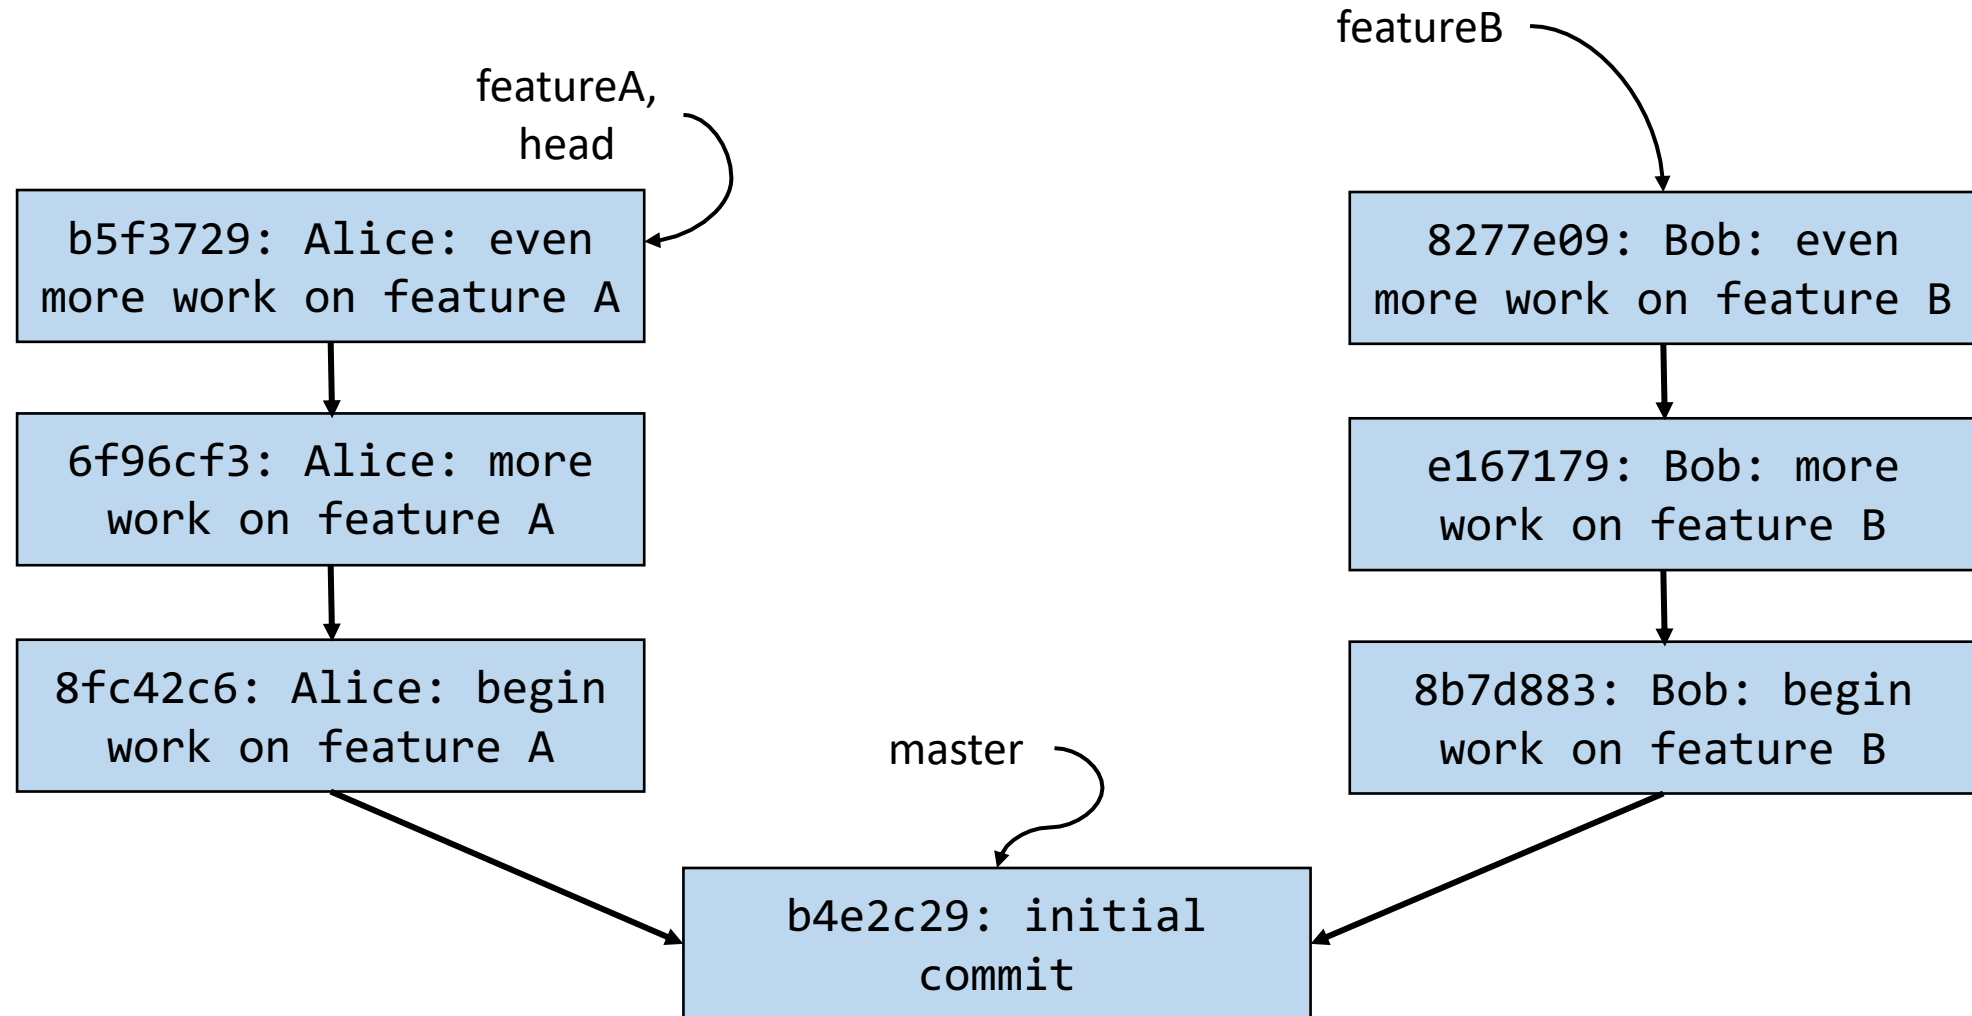 featureB
featureA,
head
b5f3729: Alice: even
more work on feature A
8277e09: Bob: even
more work on feature B
6f96cf3: Alice: more
work on feature A
e167179: Bob: more
work on feature B
8fc42c6: Alice: begin
work on feature A
8b7d883: Bob: begin
work on feature B
master
b4e2c29: initial
commit